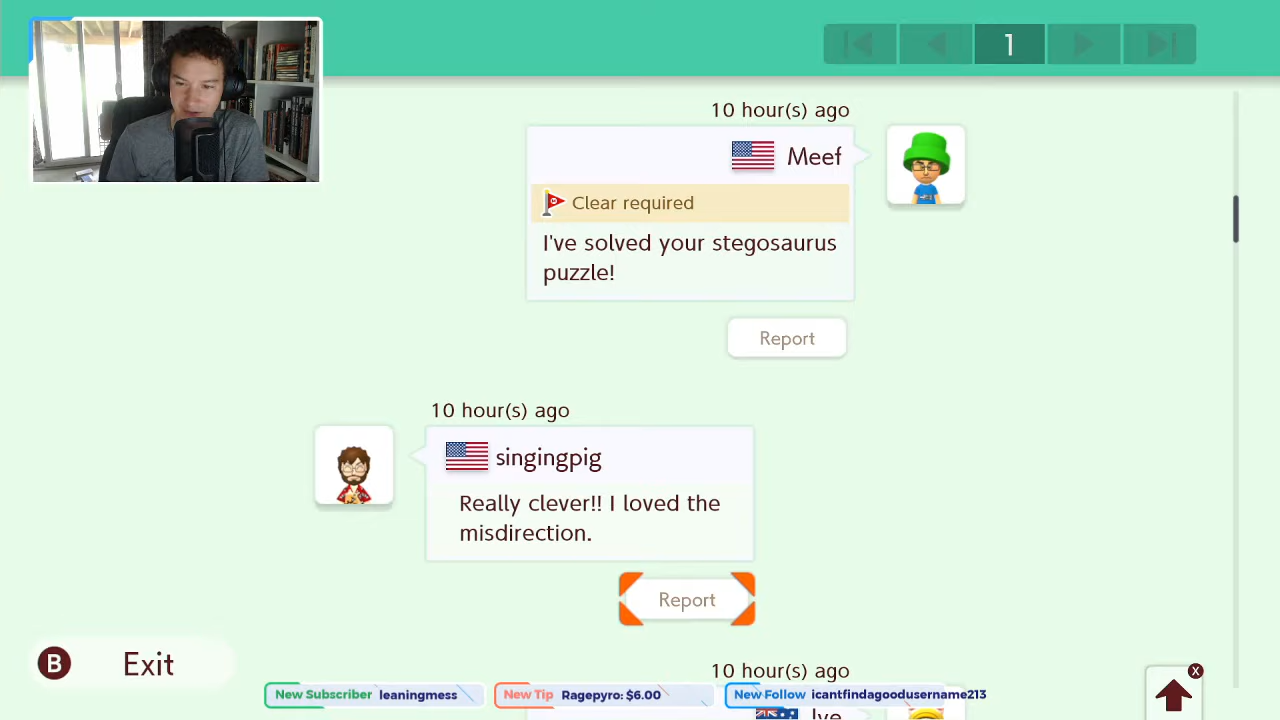 1
10 hour(s) ago
Meef
Clear required
I've solved your stegosaurus
puzzle!
Report
10 hour(s) ago
singingpig
Really clever!! I loved the
misdirection.
Report
10 hour(s) ago
B Exit
X
New Subscriber leaningmess
New Tip Ragepyro: $6.00
New Follow icantfindagoodusername213